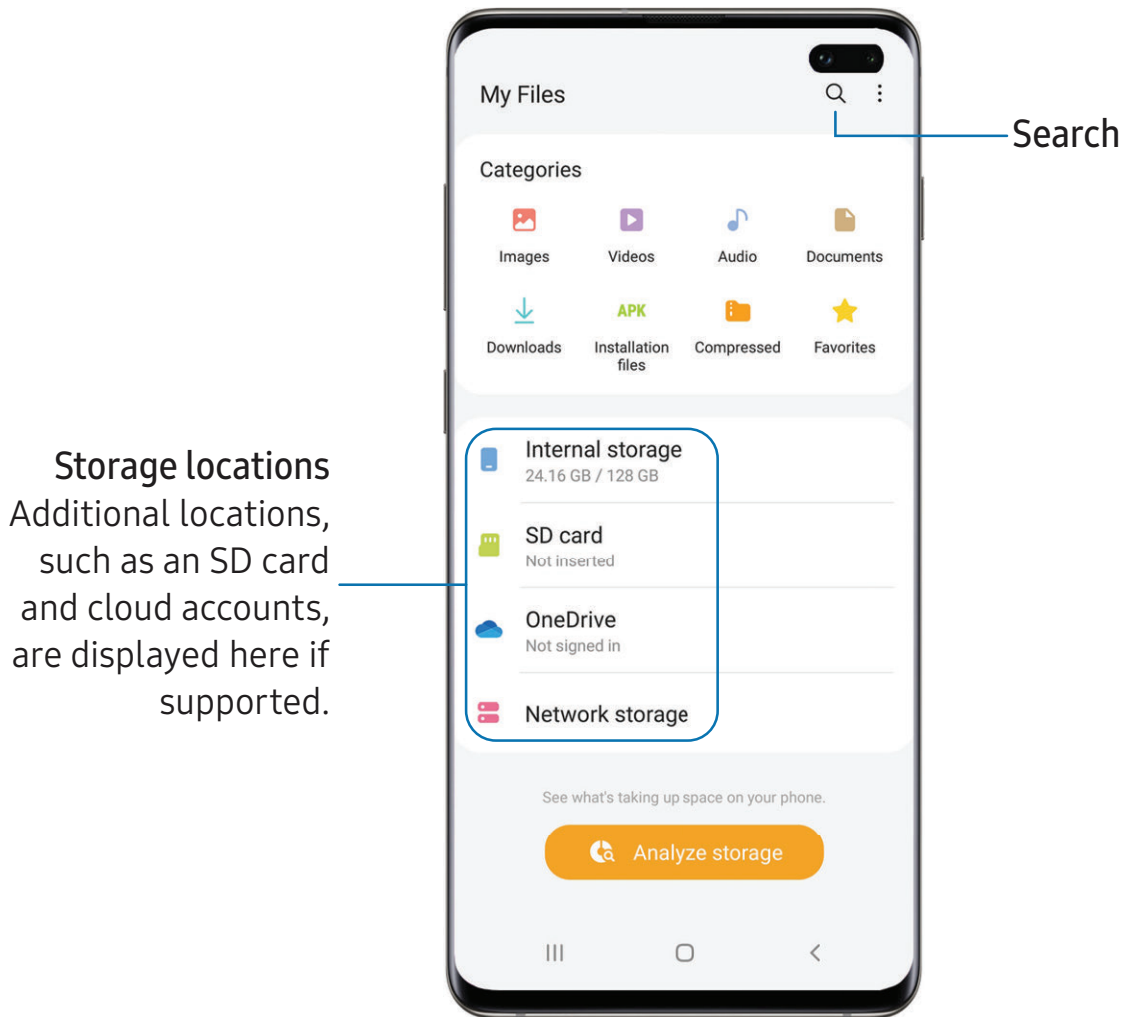 My Files
Search
Categories
Images Videos Audio Documents
Downloads APK Installation files Compressed Favorites
Storage locations
Additional locations,
such as an SD card
and cloud accounts,
are displayed here if
supported.
Internal storage
24.16 GB / 128 GB
SD card
Not inserted
OneDrive
Not signed in
Network storage
See what's taking up space on your phone.
Analyze storage